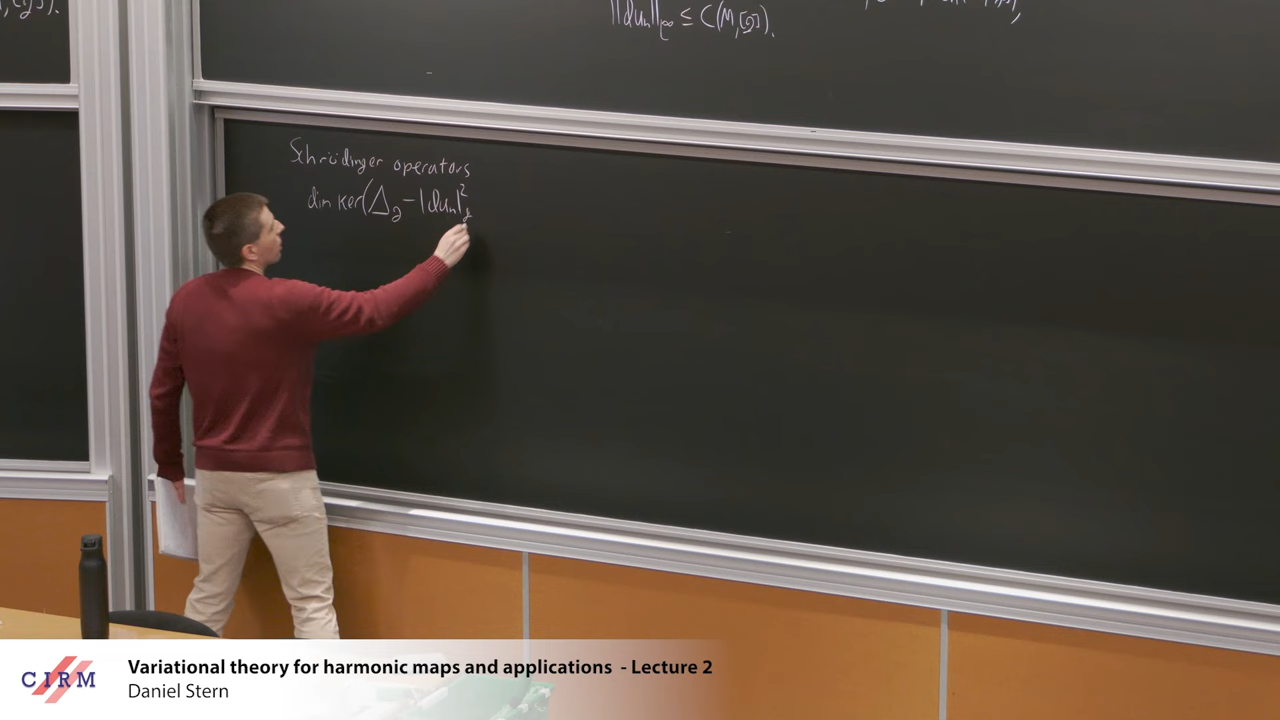 ||du_n||_{L^∞} ≤ C(M,[g]).
Schrödinger operators
dim ker(Δ_g - |du_n|²_g
CIRM
Variational theory for harmonic maps and applications - Lecture 2
Daniel Stern